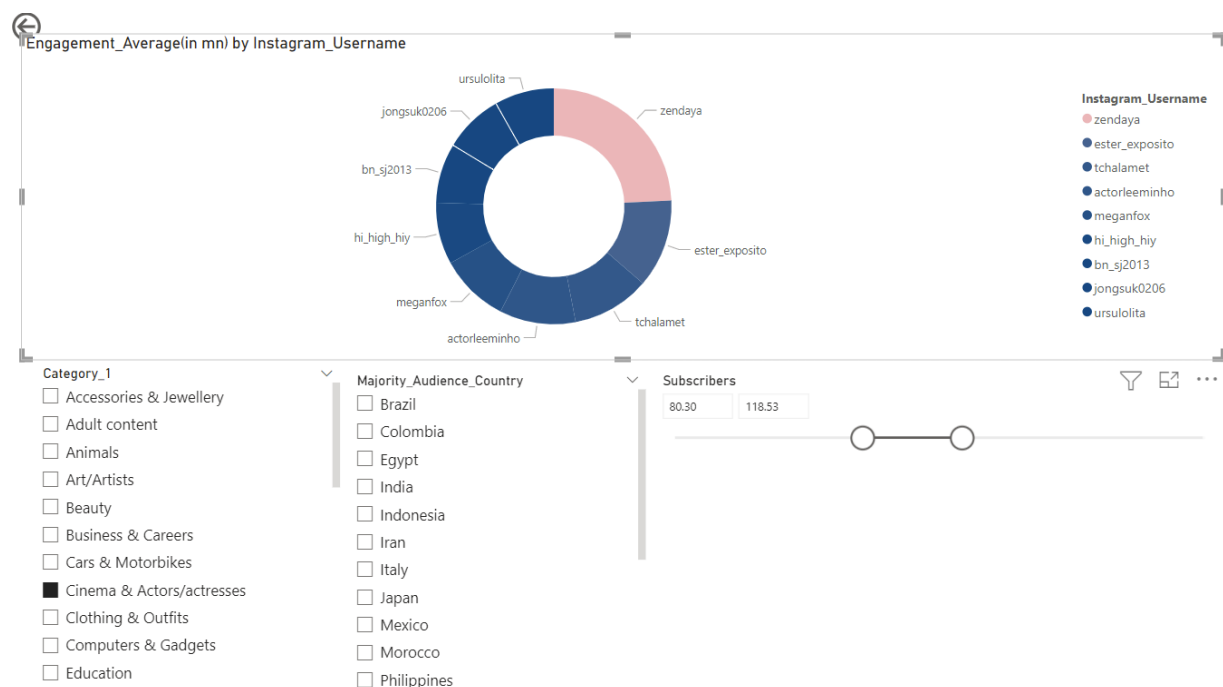 Engagement_Average(in mn) by Instagram_Username
ursulolita
jongsuk0206
bn_sj2013
hi_high_hiy
meganfox
actorleeminho
tchalamet
ester_exposito
zendaya
Instagram_Username
zendaya
ester_exposito
tchalamet
actorleeminho
meganfox
hi_high_hiy
bn_sj2013
jongsuk0206
ursulolita
Category_1
Accessories & Jewellery
Adult content
Animals
Art/Artists
Beauty
Business & Careers
Cars & Motorbikes
Cinema & Actors/actresses
Clothing & Outfits
Computers & Gadgets
Education
Majority_Audience_Country
Brazil
Colombia
Egypt
India
Indonesia
Iran
Italy
Japan
Mexico
Morocco
Philippines
Subscribers
80.30 118.53